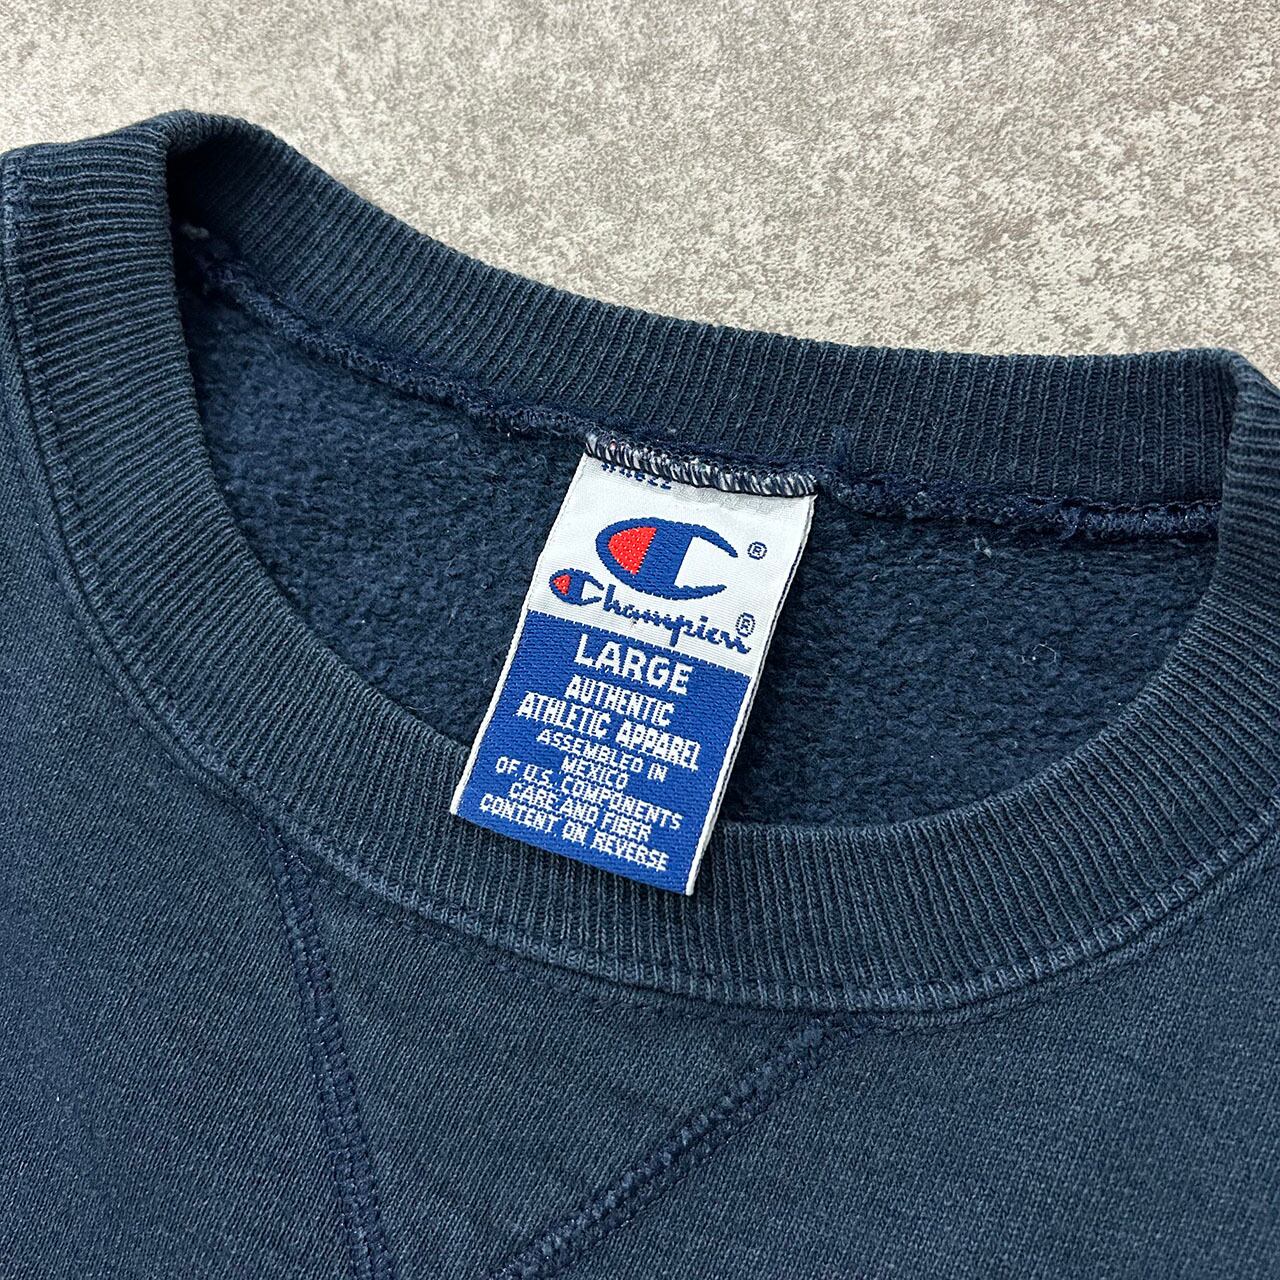 ®
Champion®
LARGE
AUTHENTIC
ATHLETIC APPAREL
ASSEMBLED IN
MEXICO
OF U.S. COMPONENTS
CARE AND FIBER
CONTENT ON REVERSE